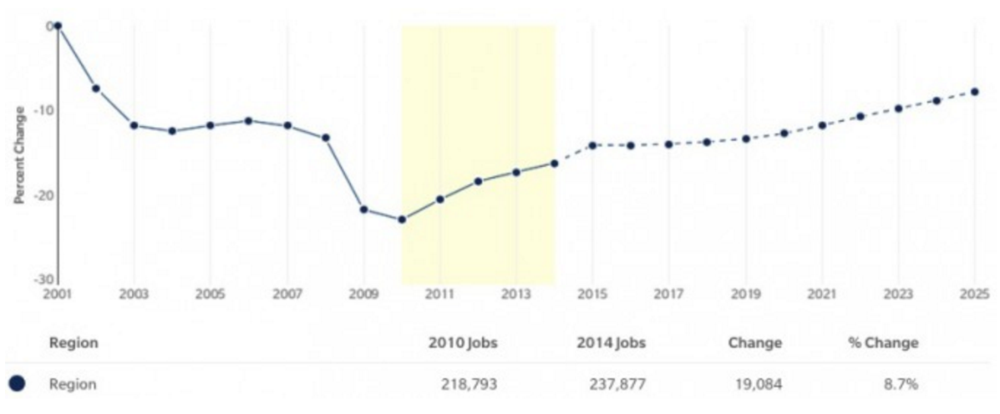 0
-10
Percent Change
-20
-30
2001 2003 2005 2007 2009 2011 2013 2015 2017 2019 2021 2023 2025
Region 2010 Jobs 2014 Jobs Change % Change
Region 218,793 237,877 19,084 8.7%